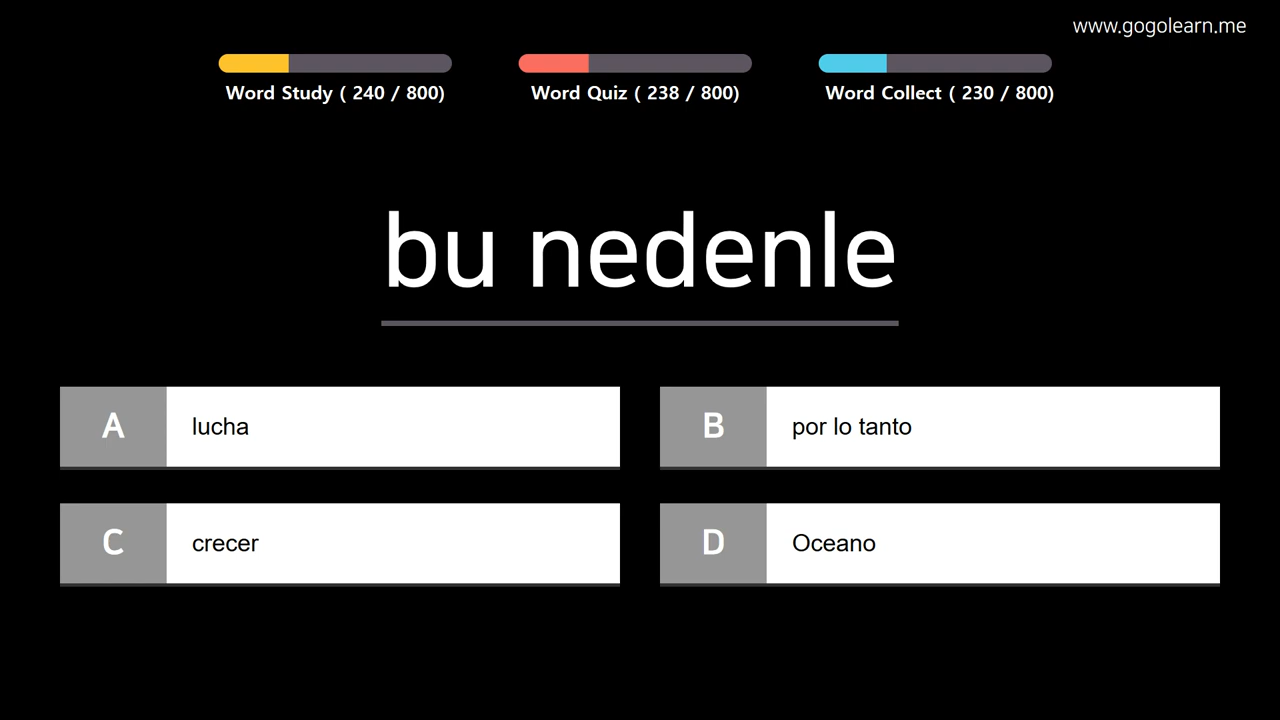 www.gogolearn.me
Word Study ( 240 / 800)
Word Quiz ( 238 / 800)
Word Collect ( 230 / 800)
bu nedenle
A lucha
B por lo tanto
C crecer
D Oceano